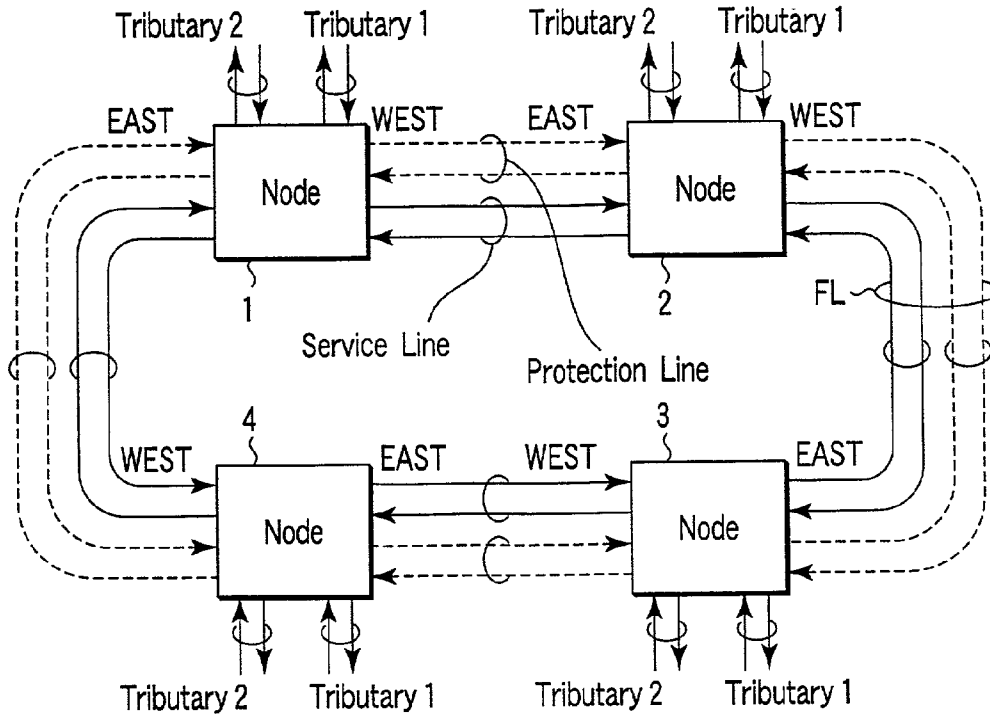 Tributary 2 Tributary 1 Tributary 2 Tributary 1
EAST WEST EAST WEST
Node Node
1 2 FL
Service Line
Protection Line
4 3
WEST EAST WEST EAST
Node Node
Tributary 2 Tributary 1 Tributary 2 Tributary 1